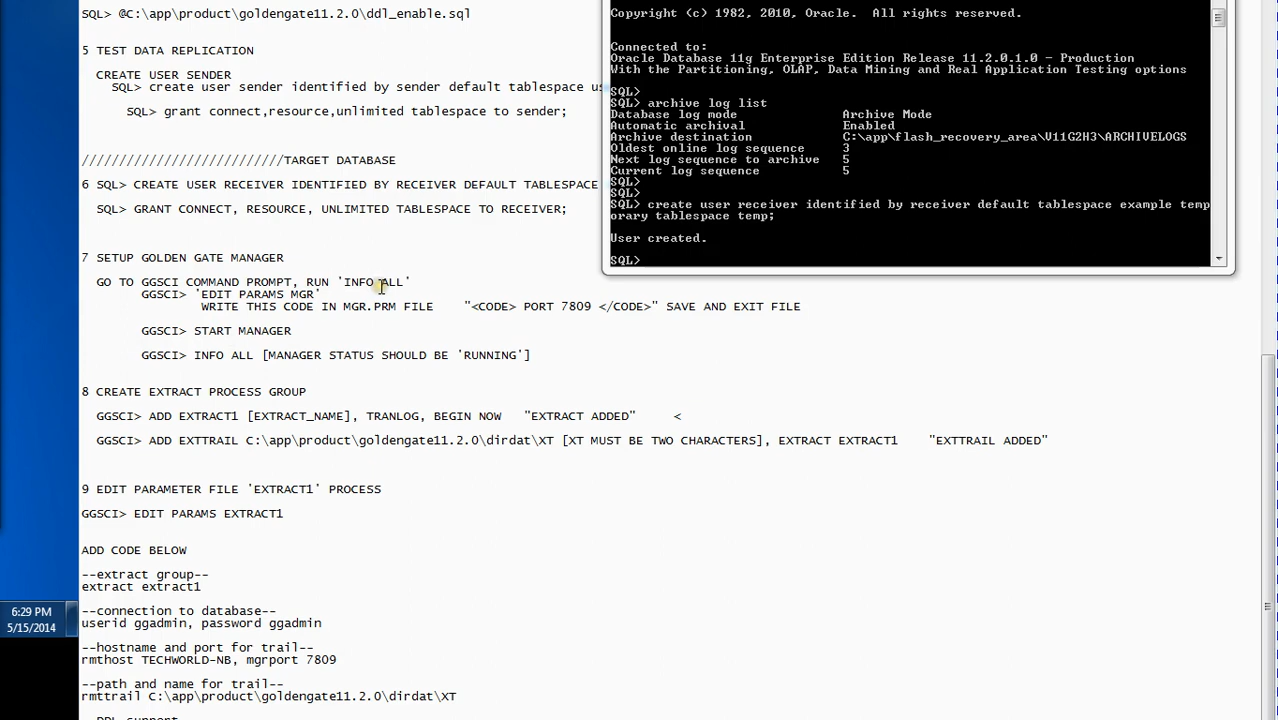 SQL> @C:\app\product\goldengate11.2.0\ddl_enable.sql
5 TEST DATA REPLICATION
CREATE USER SENDER
SQL> create user sender identified by sender default tablespace us
SQL> grant connect,resource,unlimited tablespace to sender;
///////////////////////////TARGET DATABASE
6 SQL> CREATE USER RECEIVER IDENTIFIED BY RECEIVER DEFAULT TABLESPACE
SQL> GRANT CONNECT, RESOURCE, UNLIMITED TABLESPACE TO RECEIVER;
7 SETUP GOLDEN GATE MANAGER
GO TO GGSCI COMMAND PROMPT, RUN 'INFO ALL'
GGSCI> 'EDIT PARAMS MGR'
WRITE THIS CODE IN MGR.PRM FILE "<CODE> PORT 7809 </CODE>" SAVE AND EXIT FILE
GGSCI> START MANAGER
GGSCI> INFO ALL [MANAGER STATUS SHOULD BE 'RUNNING']
8 CREATE EXTRACT PROCESS GROUP
GGSCI> ADD EXTRACT1 [EXTRACT_NAME], TRANLOG, BEGIN NOW "EXTRACT ADDED" <
GGSCI> ADD EXTTRAIL C:\app\product\goldengate11.2.0\dirdat\XT [XT MUST BE TWO CHARACTERS], EXTRACT EXTRACT1 "EXTTRAIL ADDED"
9 EDIT PARAMETER FILE 'EXTRACT1' PROCESS
GGSCI> EDIT PARAMS EXTRACT1
ADD CODE BELOW
--extract group--
extract extract1
--connection to database--
userid ggadmin, password ggadmin
--hostname and port for trail--
rmthost TECHWORLD-NB, mgrport 7809
--path and name for trail--
rmttrail C:\app\product\goldengate11.2.0\dirdat\XT
--DDL support
Copyright (c) 1982, 2010, Oracle. All rights reserved.
Connected to:
Oracle Database 11g Enterprise Edition Release 11.2.0.1.0 - Production
With the Partitioning, OLAP, Data Mining and Real Application Testing options
SQL>
SQL> archive log list
Database log mode Archive Mode
Automatic archival Enabled
Archive destination C:\app\flash_recovery_area\V11G2H3\ARCHIVELOGS
Oldest online log sequence 3
Next log sequence to archive 5
Current log sequence 5
SQL>
SQL>
SQL> create user receiver identified by receiver default tablespace example temp
orary tablespace temp;
User created.
SQL>
6:29 PM
5/15/2014